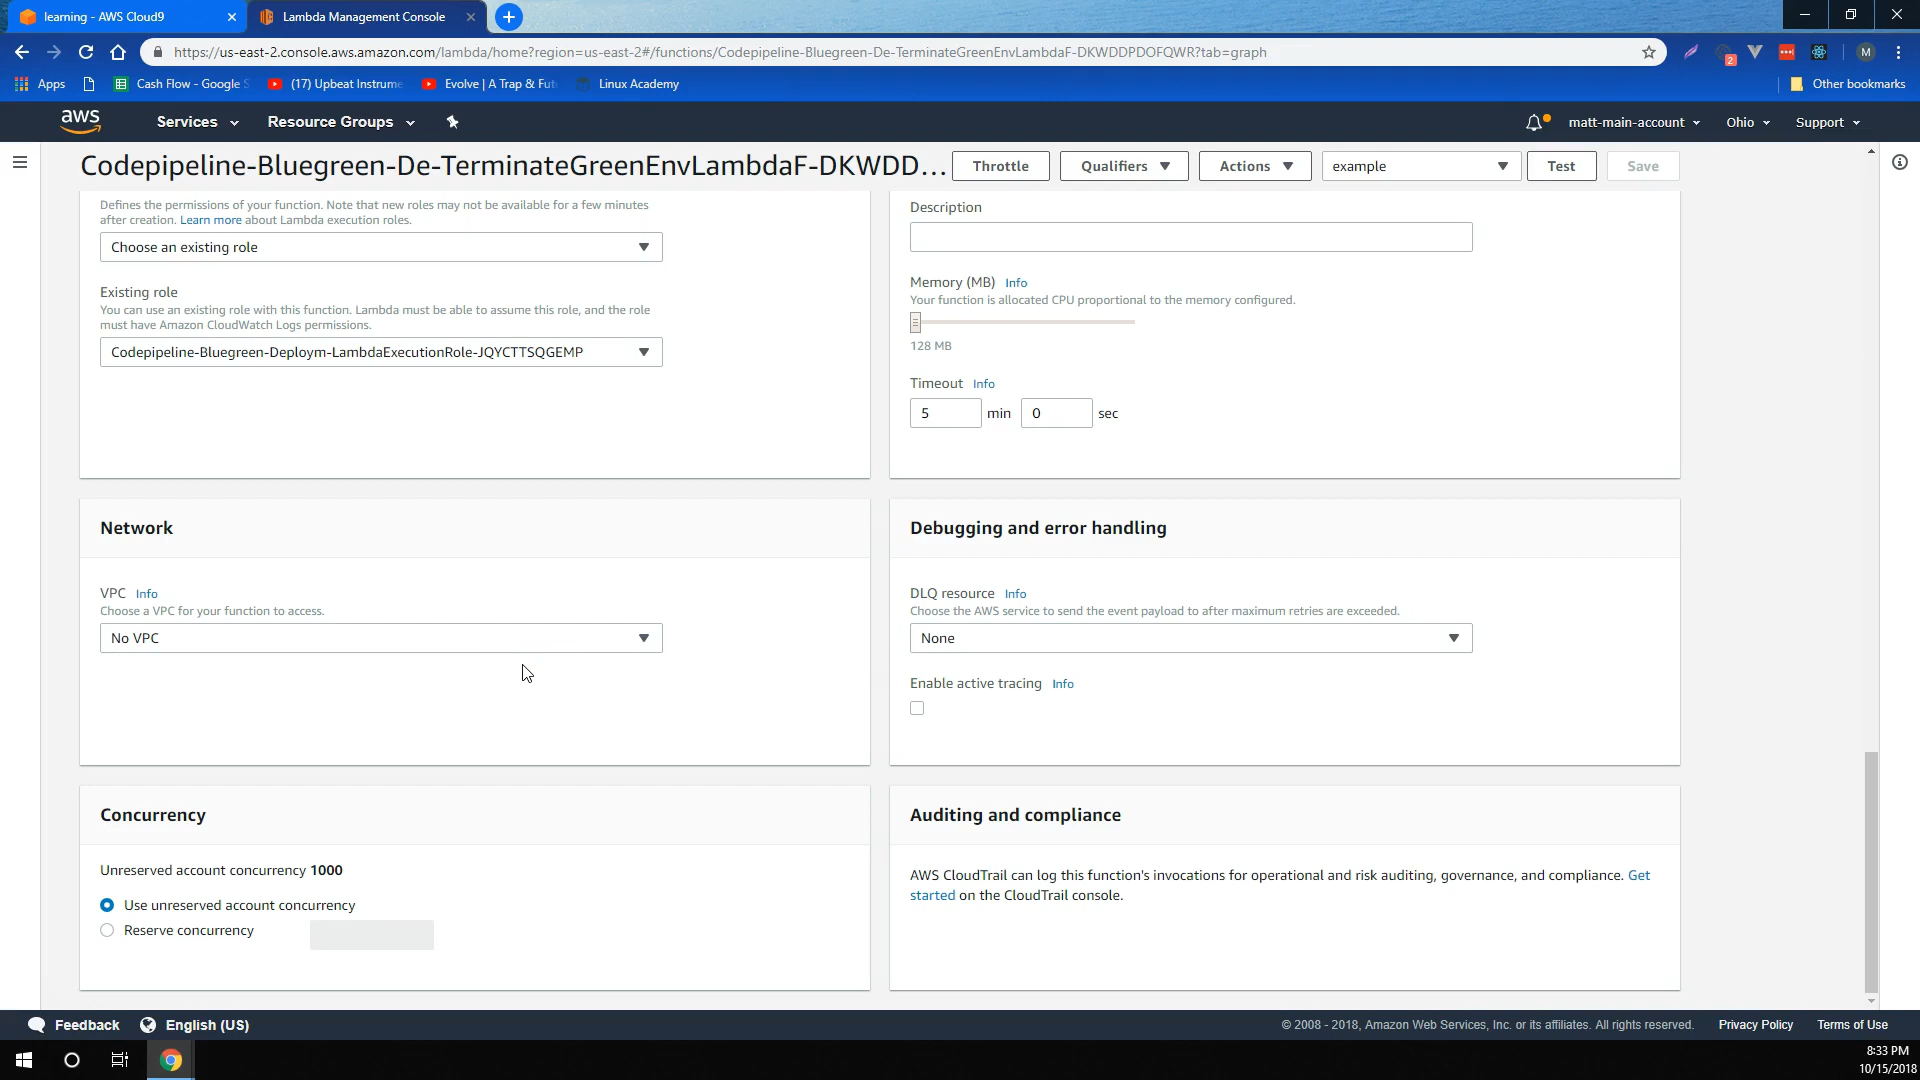 learning - AWS Cloud9
Lambda Management Console
https://us-east-2.console.aws.amazon.com/lambda/home?region=us-east-2#/functions/Codepipeline-Bluegreen-De-TerminateGreenEnvLambdaF-DKWDDPDOFQWR?tab=graph
2
M
Apps
Cash Flow - Google S
(17) Upbeat Instrume
Evolve | A Trap & Futu
Linux Academy
Other bookmarks
aws
Services
Resource Groups
matt-main-account
Ohio
Support
Codepipeline-Bluegreen-De-TerminateGreenEnvLambdaF-DKWDD...
Throttle
Qualifiers
Actions
example
Test
Save
Defines the permissions of your function. Note that new roles may not be available for a few minutes
after creation. Learn more about Lambda execution roles.
Choose an existing role
Existing role
You can use an existing role with this function. Lambda must be able to assume this role, and the role
must have Amazon CloudWatch Logs permissions.
Codepipeline-Bluegreen-Deploym-LambdaExecutionRole-JQYCTTSQGEMP
Description
Memory (MB) Info
Your function is allocated CPU proportional to the memory configured.
128 MB
Timeout Info
5 min 0 sec
Network
VPC Info
Choose a VPC for your function to access.
No VPC
Debugging and error handling
DLQ resource Info
Choose the AWS service to send the event payload to after maximum retries are exceeded.
None
Enable active tracing Info
Concurrency
Unreserved account concurrency 1000
Use unreserved account concurrency
Reserve concurrency
Auditing and compliance
AWS CloudTrail can log this function's invocations for operational and risk auditing, governance, and compliance. Get
started on the CloudTrail console.
Feedback
English (US)
© 2008 - 2018, Amazon Web Services, Inc. or its affiliates. All rights reserved.
Privacy Policy
Terms of Use
8:33 PM
10/15/2018